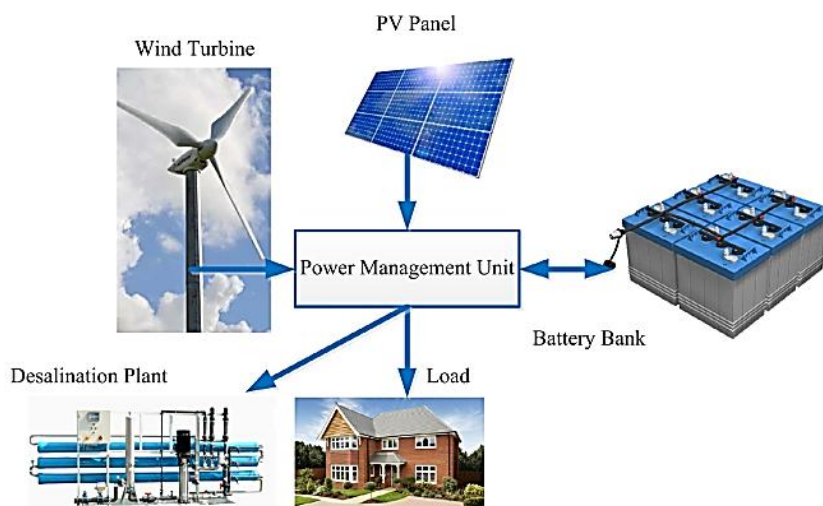 PV Panel
Wind Turbine
Power Management Unit
Battery Bank
Desalination Plant
Load